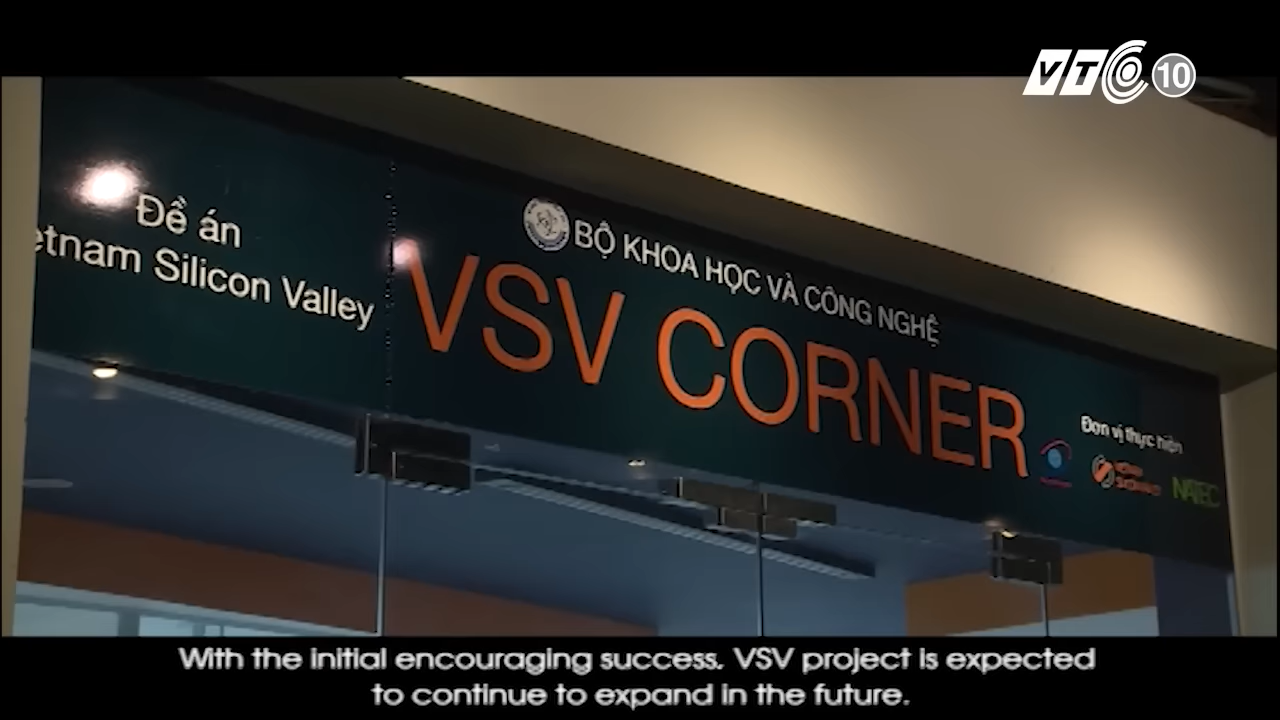 VTC 10
Đề án
etnam Silicon Valley
BỘ KHOA HỌC VÀ CÔNG NGHỆ
VSV CORNER
Đơn vị thực hiện
NATEC
With the initial encouraging success, VSV project is expected
to continue to expand in the future.